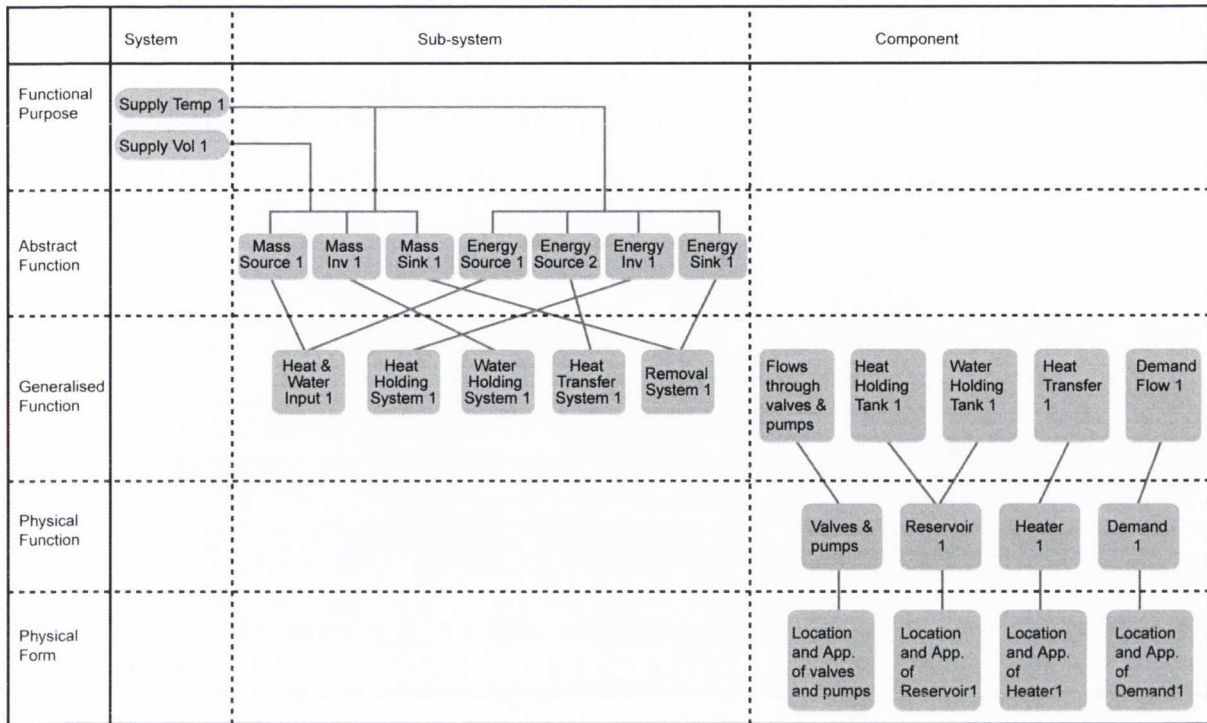 System
Sub-system
Component
Functional
Purpose
Supply Temp 1
Supply Vol 1
Abstract
Function
Mass
Source 1
Mass
Inv 1
Mass
Sink 1
Energy
Source 1
Energy
Source 2
Energy
Inv 1
Energy
Sink 1
Generalised
Function
Heat &
Water
Input 1
Heat
Holding
System 1
Water
Holding
System 1
Heat
Transfer
System 1
Removal
System 1
Flows
through
valves &
pumps
Heat
Holding
Tank 1
Water
Holding
Tank 1
Heat
Transfer
1
Demand
Flow 1
Physical
Function
Valves &
pumps
Reservoir
1
Heater
1
Demand
1
Physical
Form
Location
and App.
of valves
and pumps
Location
and App.
of
Reservoir1
Location
and App.
of
Heater1
Location
and App.
of
Demand1